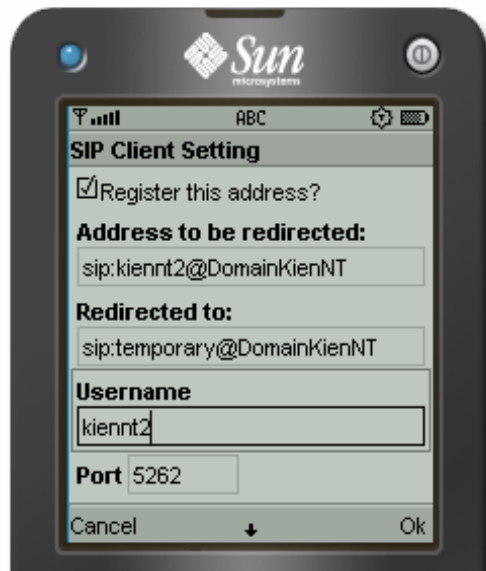 Sun
microsystems
ABC
SIP Client Setting
Register this address?
Address to be redirected:
sip:kiennt2@DomainKienNT
Redirected to:
sip:temporary@DomainKienNT
Username
kiennt2
Port 5262
Cancel Ok